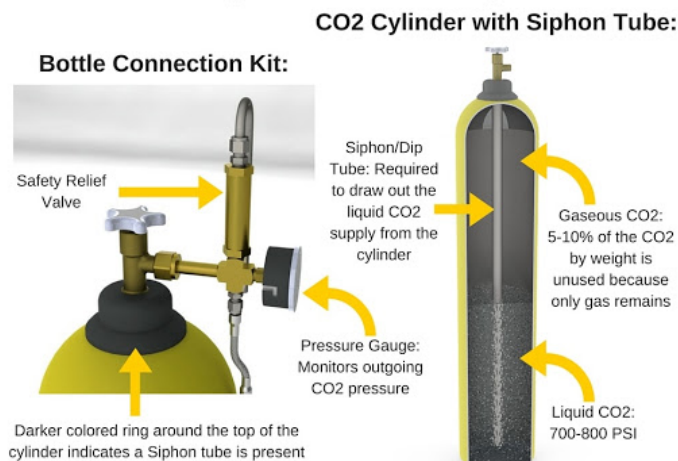 CO2 Cylinder with Siphon Tube:
Bottle Connection Kit:
Safety Relief
Valve
Siphon/Dip
Tube: Required
to draw out the
liquid CO2
supply from the
cylinder
Gaseous CO2:
5-10% of the CO2
by weight is
unused because
only gas remains
Pressure Gauge:
Monitors outgoing
CO2 pressure
Liquid CO2:
700-800 PSI
Darker colored ring around the top of the
cylinder indicates a Siphon tube is present